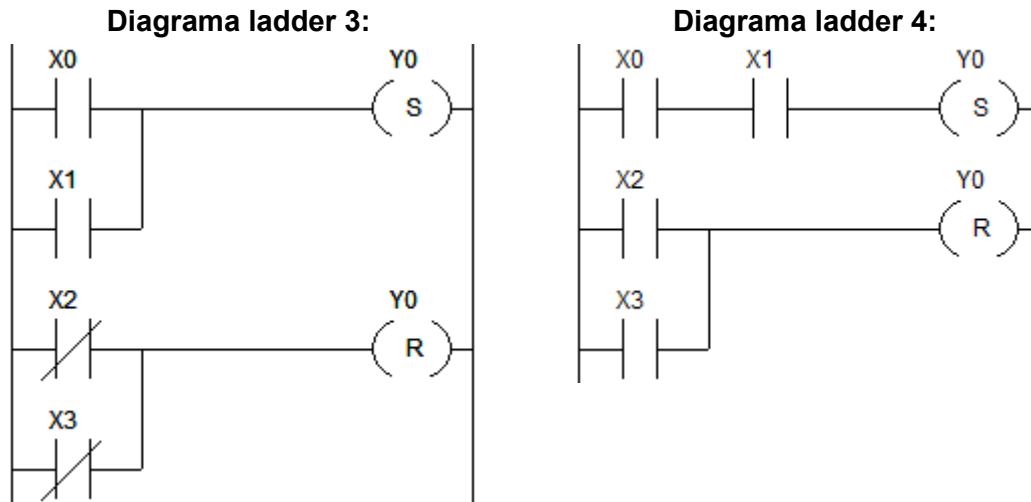 Diagrama ladder 3:
X0 Y0
S
X1
X2 Y0
R
X3
Diagrama ladder 4:
X0 X1 Y0
S
X2 Y0
R
X3